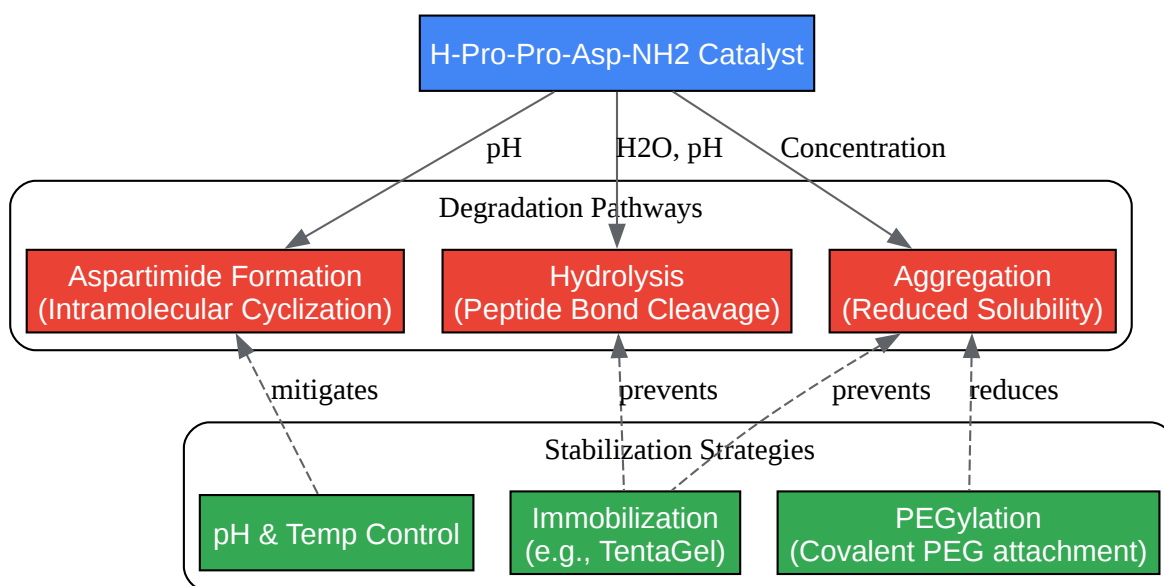 H-Pro-Pro-Asp-NH2 Catalyst
pH
H2O, pH
Concentration
Degradation Pathways
Aspartimide Formation
(Intramolecular Cyclization)
Hydrolysis
(Peptide Bond Cleavage)
Aggregation
(Reduced Solubility)
mitigates
prevents
prevents
reduces
Stabilization Strategies
pH & Temp Control
Immobilization
(e.g., TentaGel)
PEGylation
(Covalent PEG attachment)